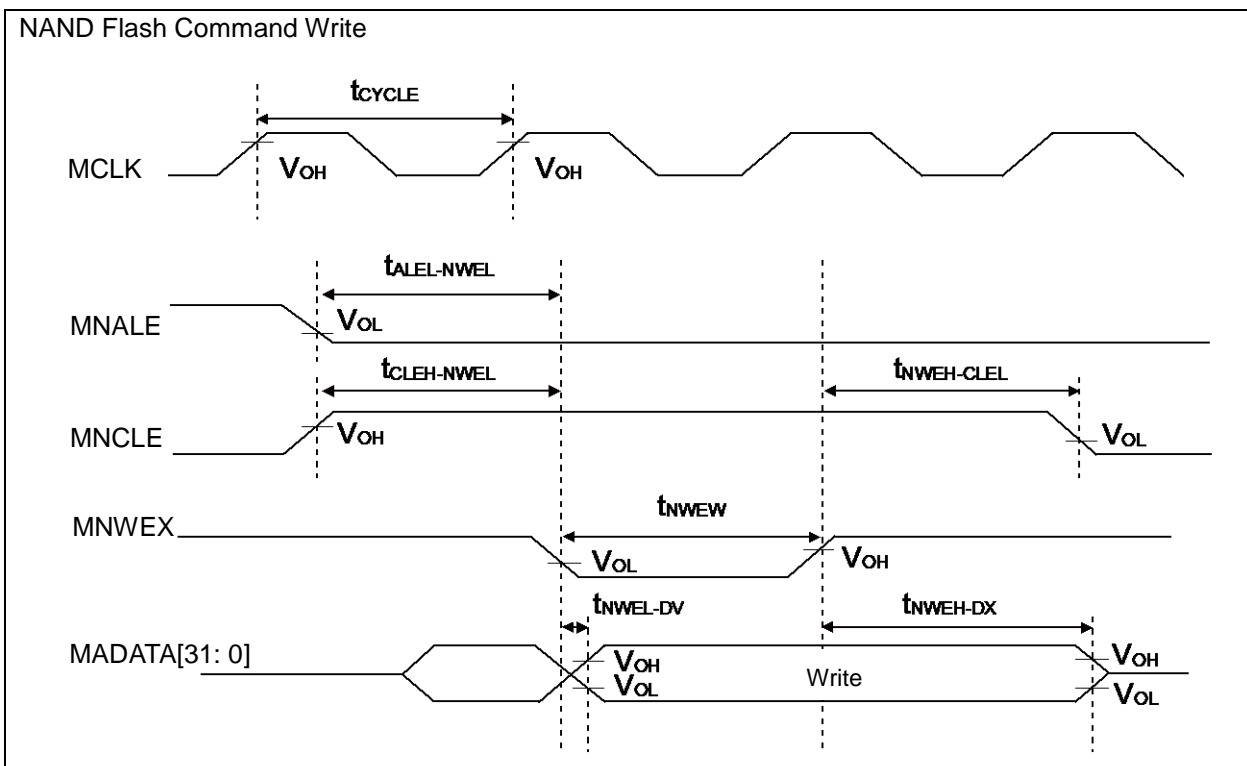 NAND Flash Command Write
tCYCLE
MCLK
VOH
VOH
tALEL-NWEL
MNALE
VOL
tCLEH-NWEL
tNWEH-CLEL
MNCLE
VOH
VOL
tNWEW
MNWEX
VOL
VOH
tNWEL-DV
tNWEH-DX
MADATA[31: 0]
VOH
VOL
Write
VOH
VOL